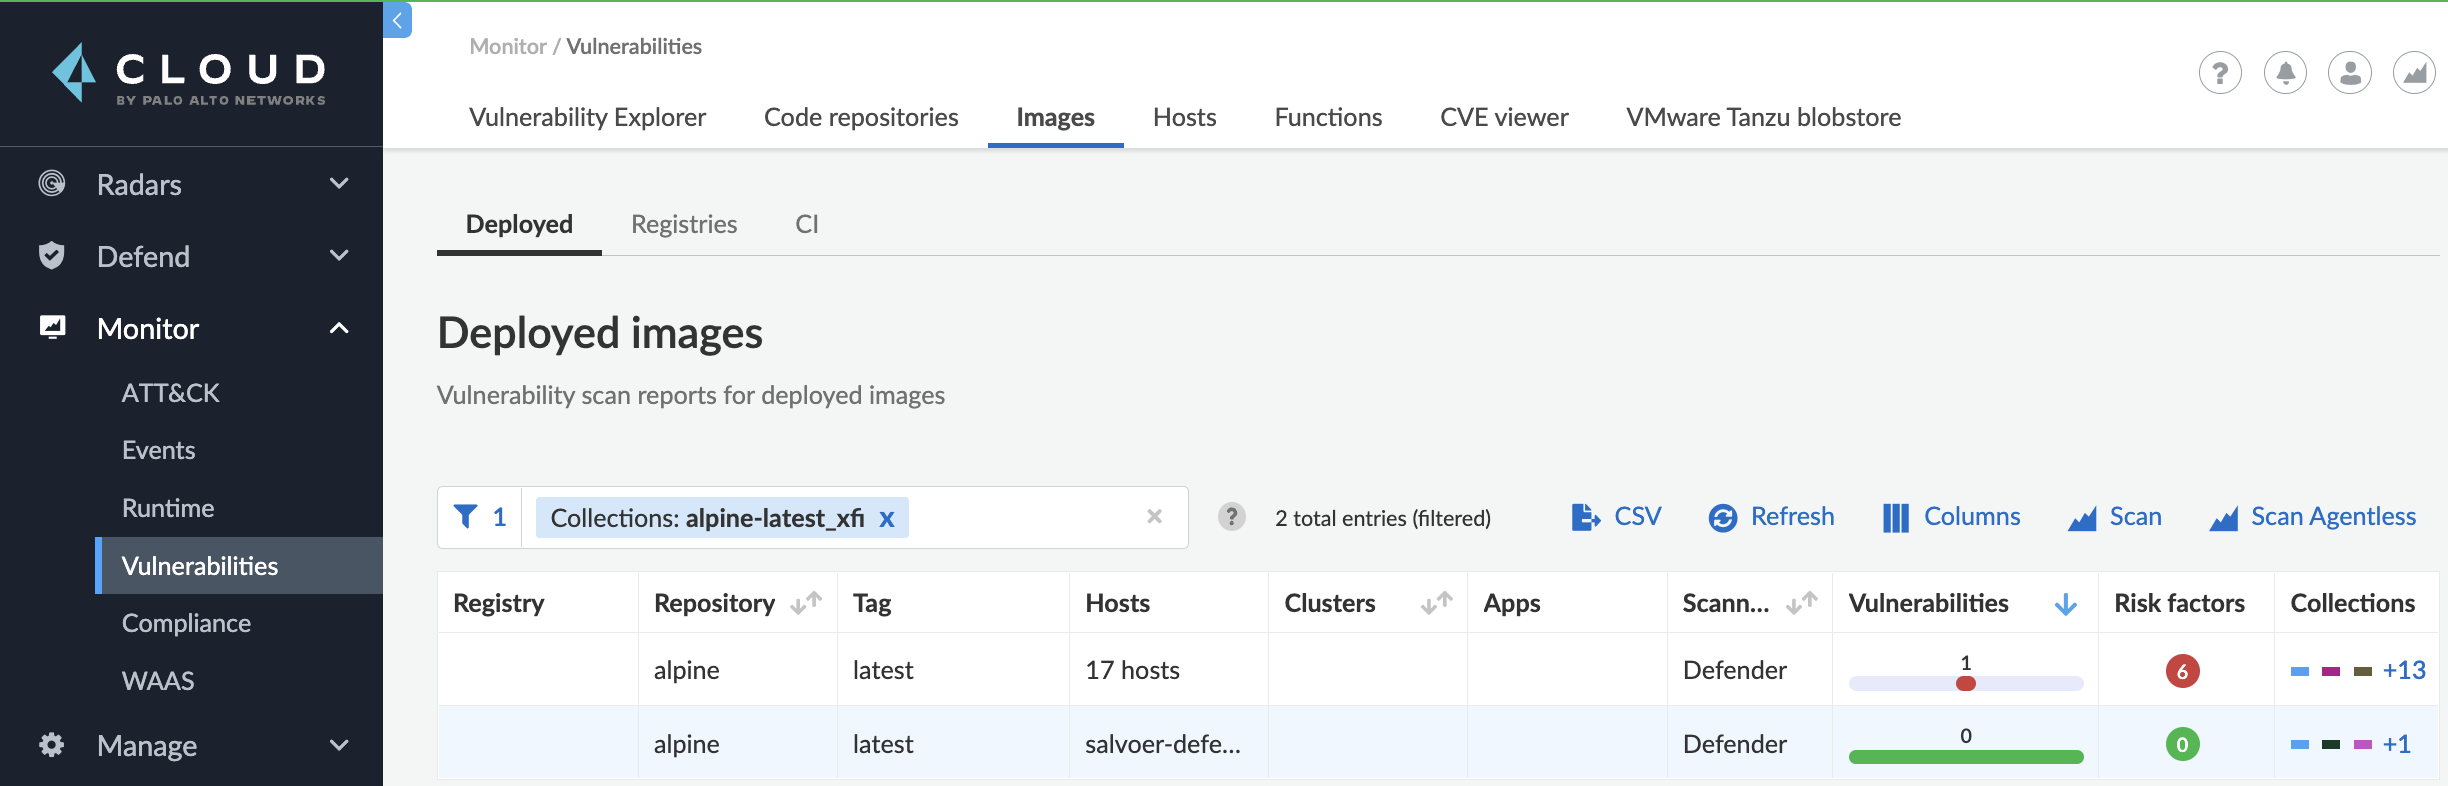 CLOUD
BY PALO ALTO NETWORKS
Radars
Defend
Monitor
ATT&CK
Events
Runtime
Vulnerabilities
Compliance
WAAS
Manage
Monitor / Vulnerabilities
Vulnerability Explorer Code repositories Images Hosts Functions CVE viewer VMware Tanzu blobstore
?
Deployed Registries CI
Deployed images
Vulnerability scan reports for deployed images
1 Collections: alpine-latest_xfi x × ? 2 total entries (filtered) CSV Refresh Columns Scan Scan Agentless
Registry Repository Tag Hosts Clusters Apps Scann... Vulnerabilities Risk factors Collections
alpine latest 17 hosts Defender 1 6 +13
alpine latest salvoer-defe... Defender 0 0 +1